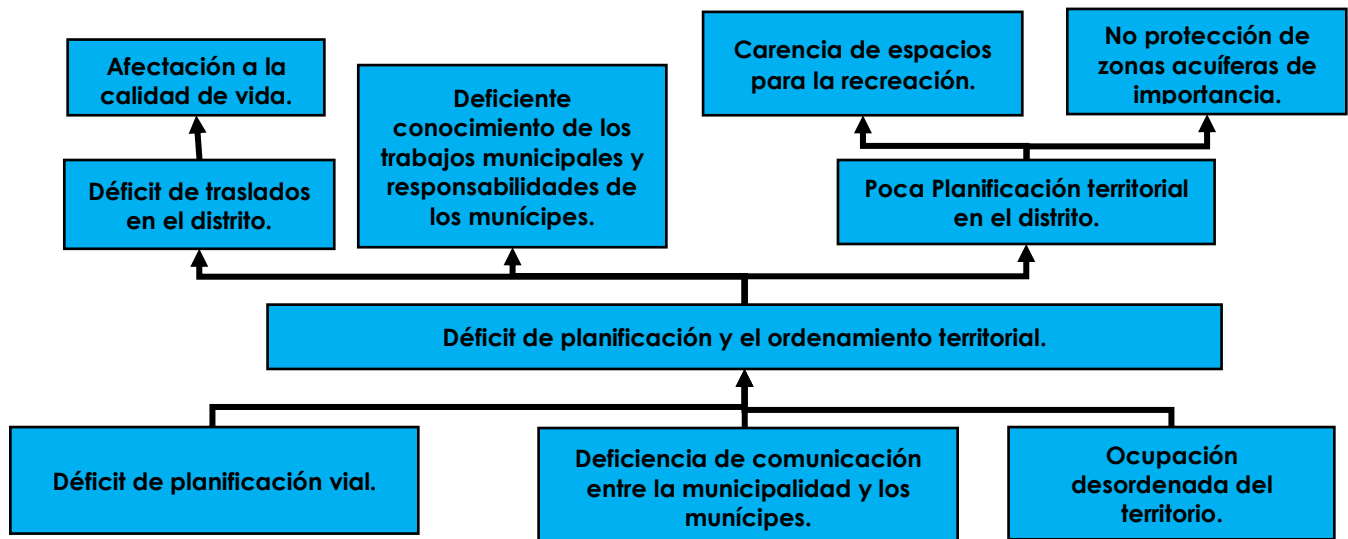 Afectación a la
calidad de vida.
Deficiente
conocimiento de los
trabajos municipales y
responsabilidades de
los munícipes.
Carencia de espacios
para la recreación.
No protección de
zonas acuíferas de
importancia.
Déficit de traslados
en el distrito.
Poca Planificación territorial
en el distrito.
Déficit de planificación y el ordenamiento territorial.
Déficit de planificación vial.
Deficiencia de comunicación
entre la municipalidad y los
munícipes.
Ocupación
desordenada del
territorio.